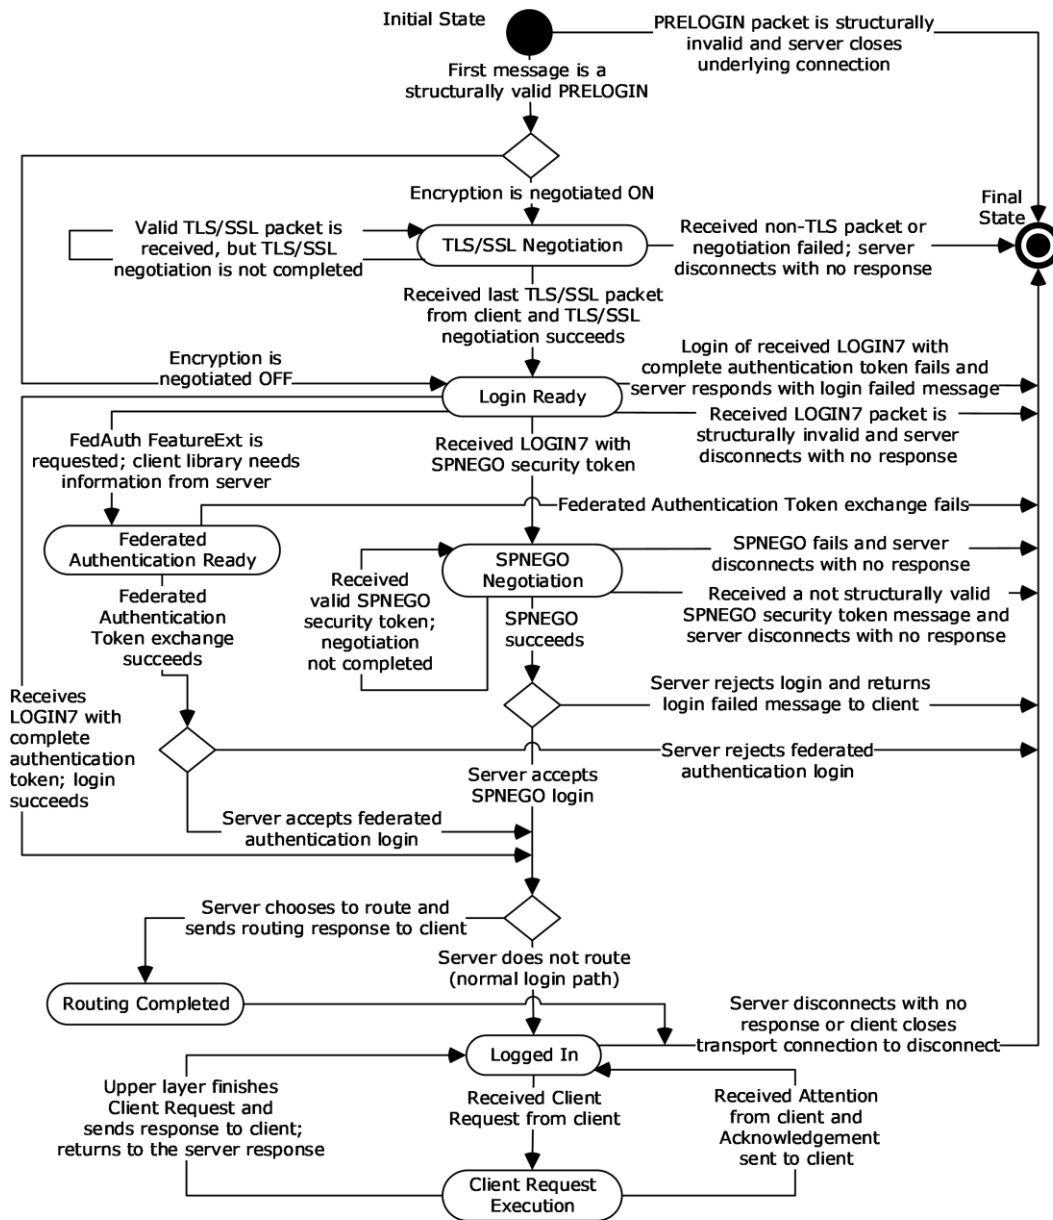 Initial State
PRELOGIN packet is structurally
invalid and server closes
underlying connection
First message is a
structurally valid PRELOGIN
Encryption is negotiated ON
Final
State
Valid TLS/SSL packet is
received, but TLS/SSL
negotiation is not completed
TLS/SSL Negotiation
Received non-TLS packet or
negotiation failed; server
disconnects with no response
Received last TLS/SSL packet
from client and TLS/SSL
negotiation succeeds
Encryption is
negotiated OFF
Login Ready
Login of received LOGIN7 with
complete authentication token fails and
server responds with login failed message
Received LOGIN7 packet is
structurally invalid and server
disconnects with no response
FedAuth FeatureExt is
requested; client library needs
information from server
Received LOGIN7 with
SPNEGO security token
Federated Authentication Token exchange fails
Federated
Authentication Ready
SPNEGO
Negotiation
SPNEGO fails and server
disconnects with no response
Received a not structurally valid
SPNEGO security token message and
server disconnects with no response
Received
valid SPNEGO
security token;
negotiation
not completed
Federated
Authentication
Token exchange
succeeds
SPNEGO
succeeds
Server rejects login and returns
login failed message to client
Receives
LOGIN7 with
complete
authentication
token; login
succeeds
Server rejects federated
authentication login
Server accepts
SPNEGO login
Server accepts federated
authentication login
Server chooses to route and
sends routing response to client
Server does not route
(normal login path)
Routing Completed
Server disconnects with no
response or client closes
transport connection to disconnect
Logged In
Upper layer finishes
Client Request and
sends response to client;
returns to the server response
Received Client
Request from client
Received Attention
from client and
Acknowledgement
sent to client
Client Request
Execution